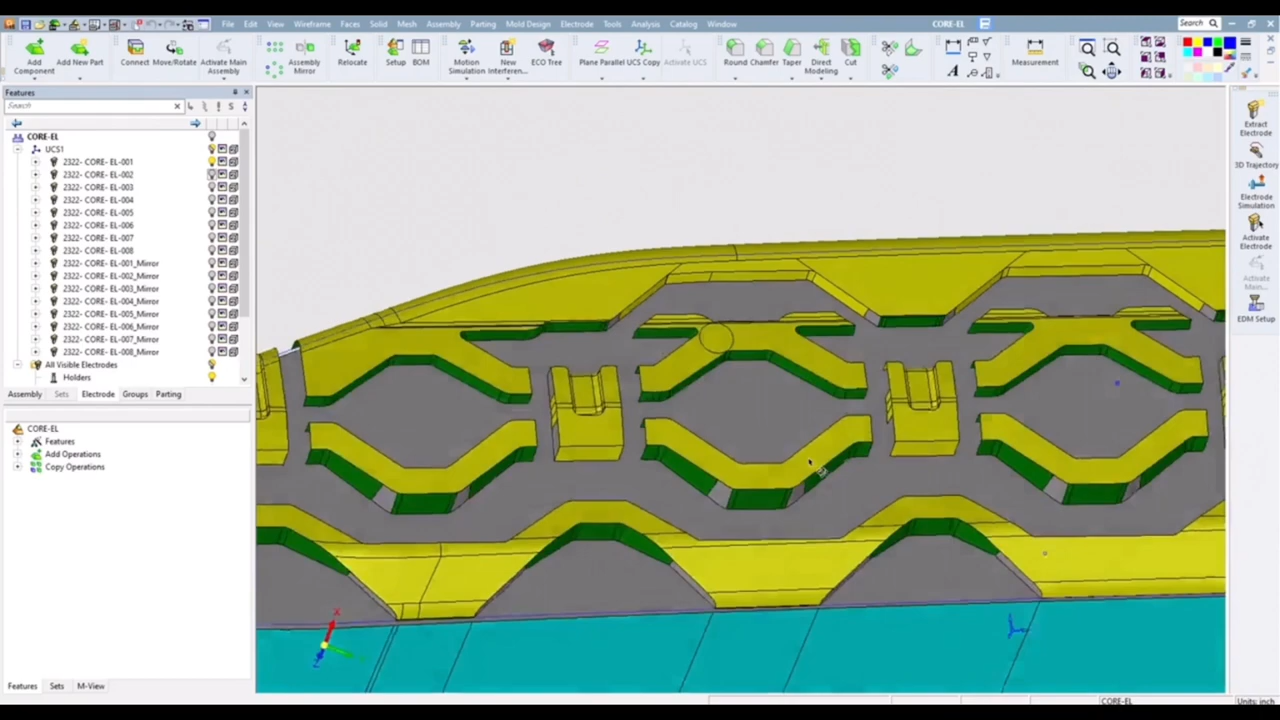 File Edit View Wireframe Faces Solid Mesh Assembly Parting Mold Design Electrode Tools Analysis Catalog Window CORE-EL Search
Add Component
Add New Part
Connect
Move/Rotate
Activate Main Assembly
Assembly Mirror
Relocate
Setup
BOM
Motion Simulation
New Interferen...
ECO Tree
Plane Parallel
UCS Copy
Activate UCS
Round
Chamfer
Taper
Direct Modeling
Cut
Measurement
Features
Search
S
CORE-EL
UCS1
2322- CORE- EL-001
2322- CORE- EL-002
2322- CORE- EL-003
2322- CORE- EL-004
2322- CORE- EL-005
2322- CORE- EL-006
2322- CORE- EL-007
2322- CORE- EL-008
2322- CORE- EL-001_Mirror
2322- CORE- EL-002_Mirror
2322- CORE- EL-003_Mirror
2322- CORE- EL-004_Mirror
2322- CORE- EL-005_Mirror
2322- CORE- EL-006_Mirror
2322- CORE- EL-007_Mirror
2322- CORE- EL-008_Mirror
All Visible Electrodes
Holders
Assembly Sets Electrode Groups Parting
CORE-EL
Features
Add Operations
Copy Operations
Features Sets M-View
X
Extract Electrode
3D Trajectory
Electrode Simulation
Activate Electrode
Activate Main...
EDM Setup
CORE-EL
Units: inch